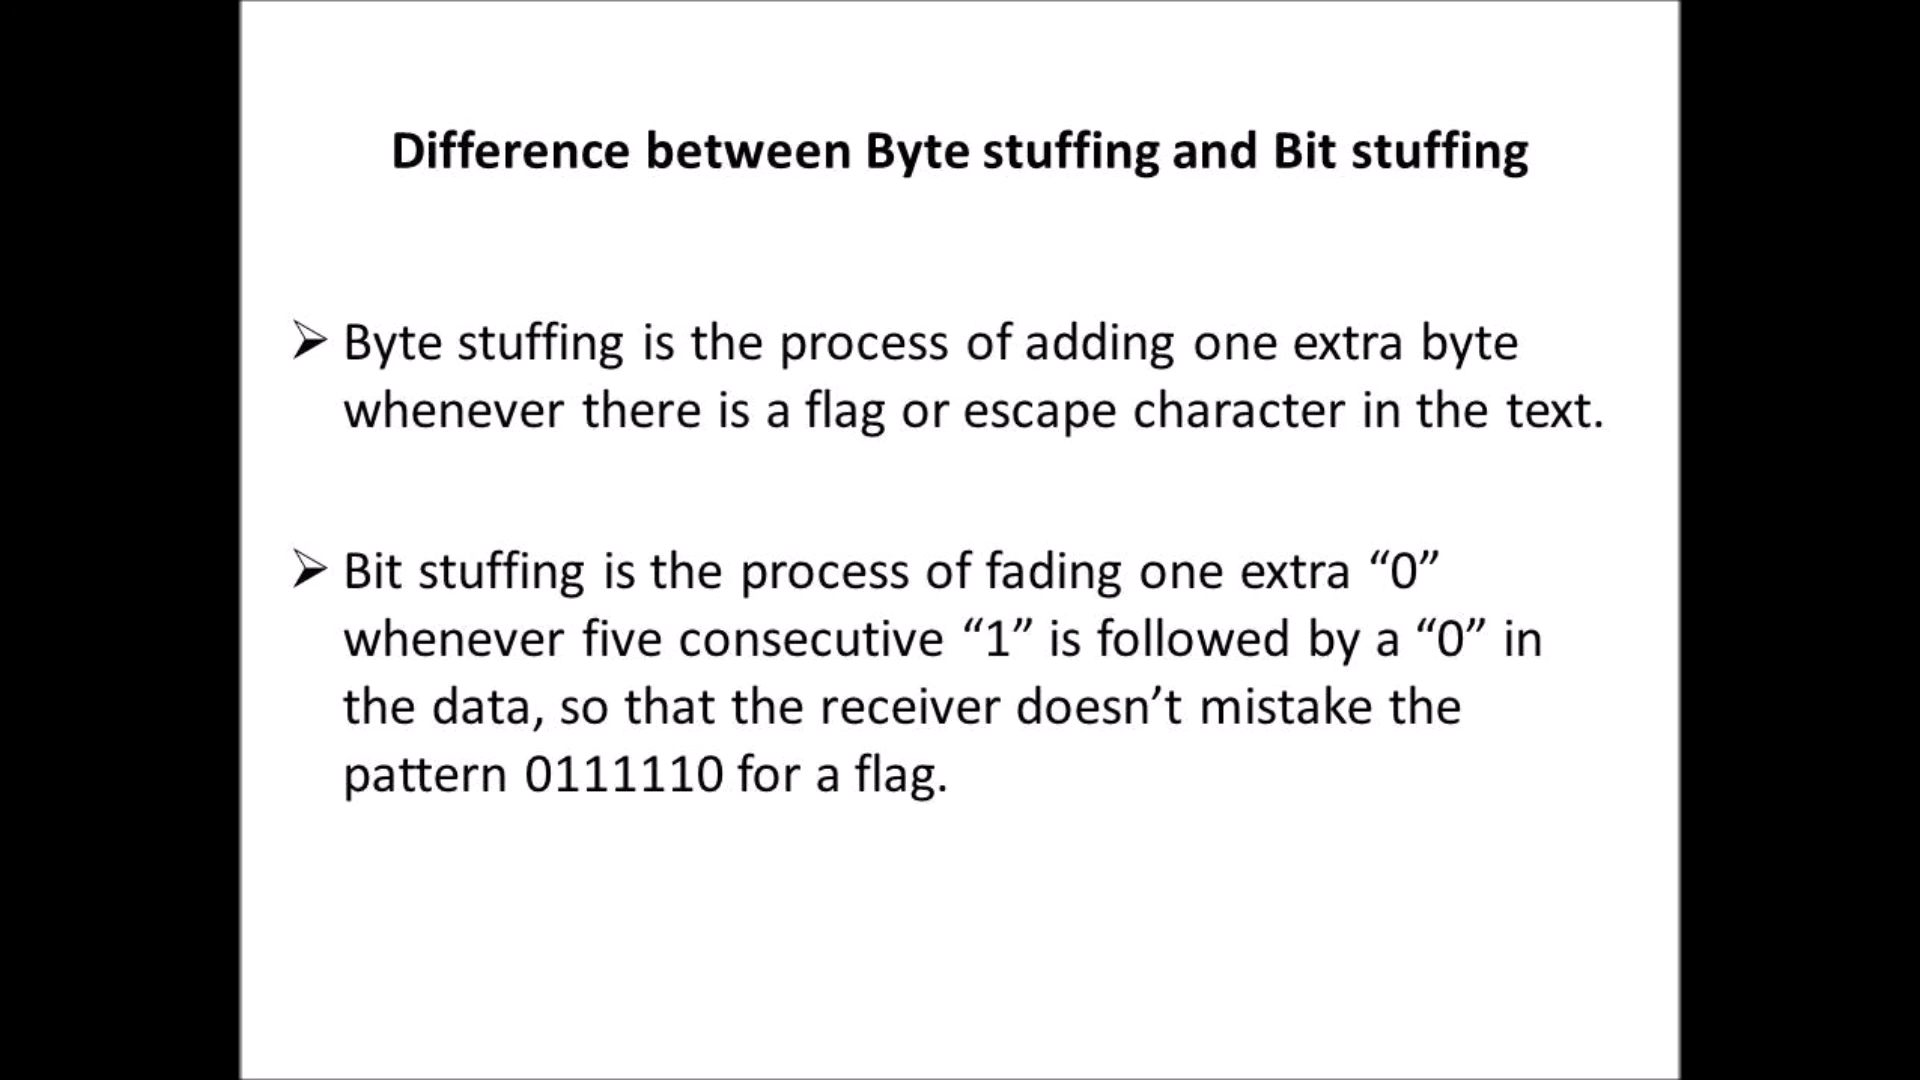 Difference between Byte stuffing and Bit stuffing
➢ Byte stuffing is the process of adding one extra byte
whenever there is a flag or escape character in the text.
➢ Bit stuffing is the process of fading one extra “0”
whenever five consecutive “1” is followed by a “0” in
the data, so that the receiver doesn’t mistake the
pattern 0111110 for a flag.